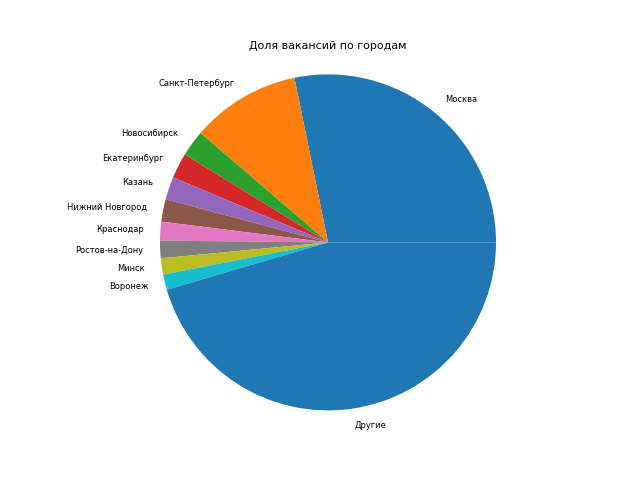 Доля вакансий по городам
Санкт-Петербург
Москва
Новосибирск
Екатеринбург
Казань
Нижний Новгород
Краснодар
Ростов-на-Дону
Минск
Воронеж
Другие